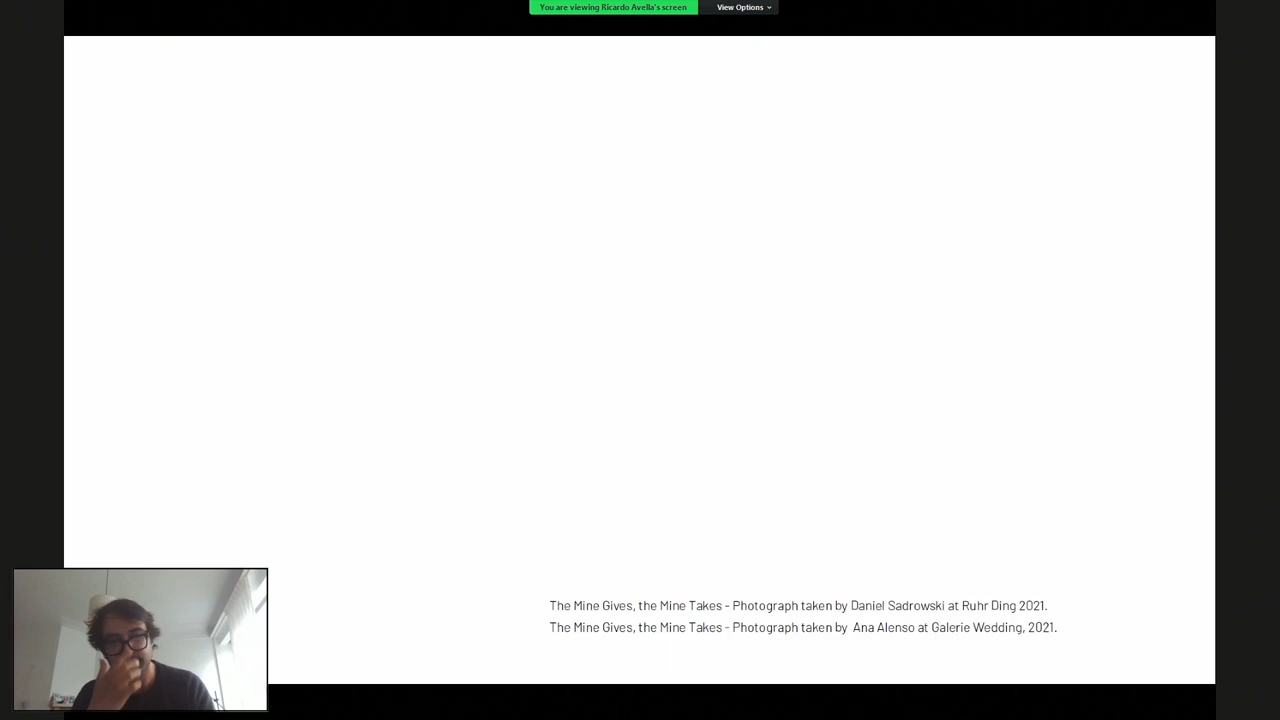 You are viewing Ricardo Avella's screen
View Options
The Mine Gives, the Mine Takes - Photograph taken by Daniel Sadrowski at Ruhr Ding 2021.
The Mine Gives, the Mine Takes - Photograph taken by Ana Alenso at Galerie Wedding, 2021.